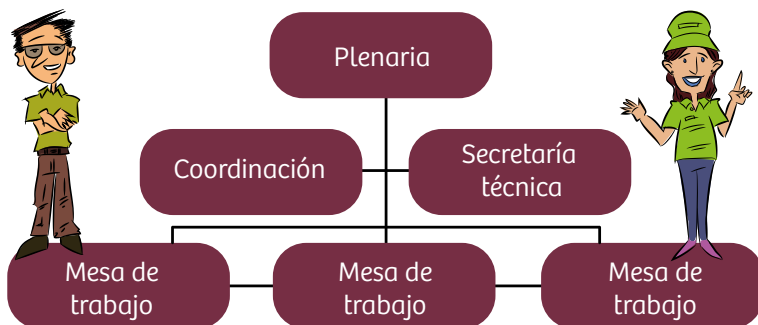 Plenaria
Coordinación
Secretaría
técnica
Mesa de
trabajo
Mesa de
trabajo
Mesa de
trabajo